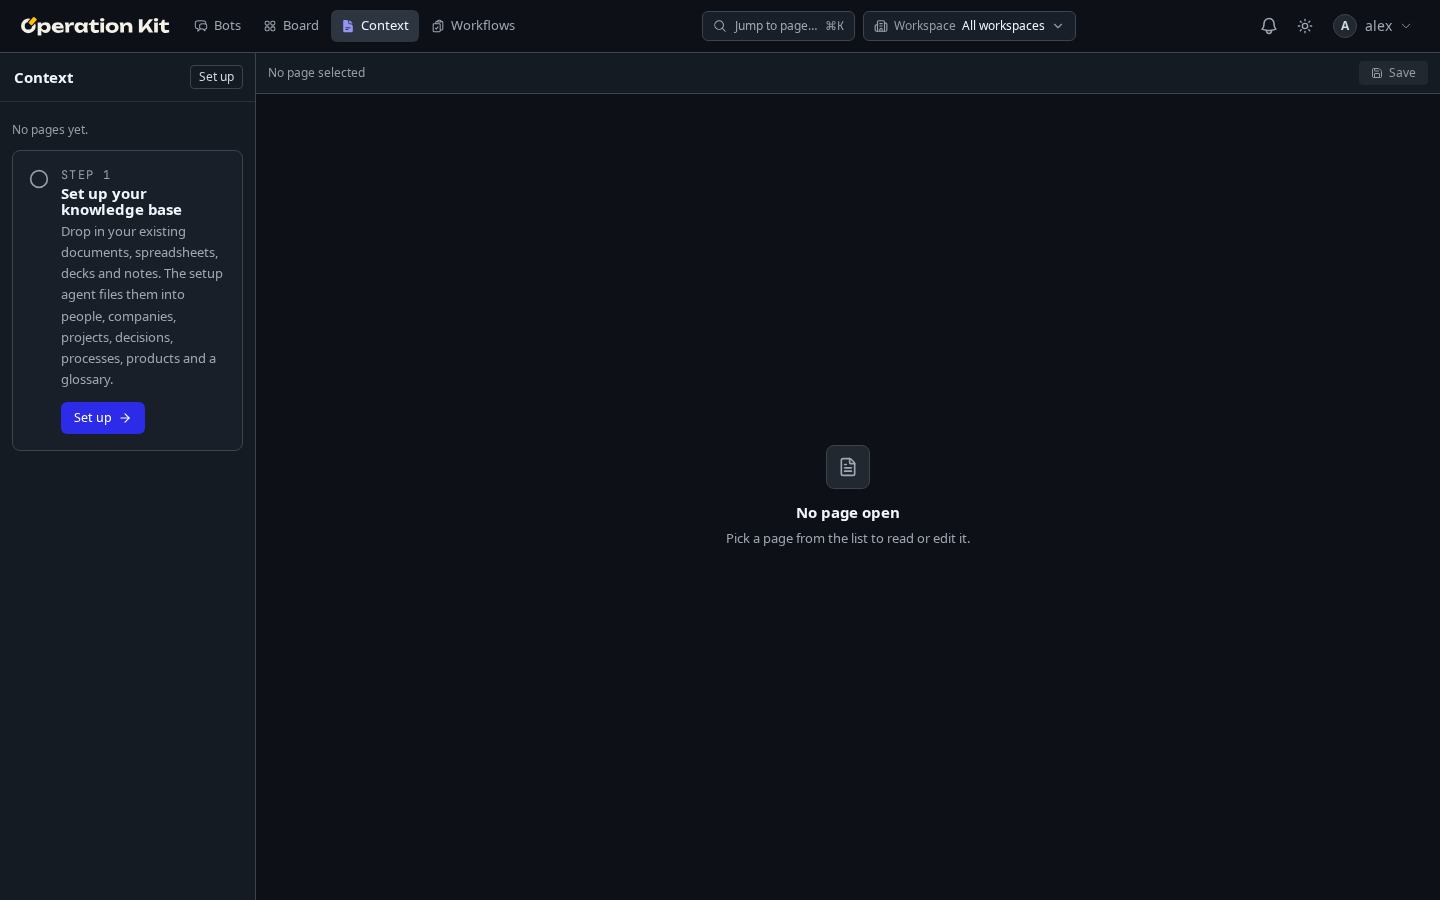 Operation Kit
Bots
Board
Context
Workflows
Jump to page... ⌘K
Workspace All workspaces
A
alex
Context
Set up
No page selected
Save
No pages yet.
STEP 1
Set up your
knowledge base
Drop in your existing
documents, spreadsheets,
decks and notes. The setup
agent files them into
people, companies,
projects, decisions,
processes, products and a
glossary.
Set up
No page open
Pick a page from the list to read or edit it.